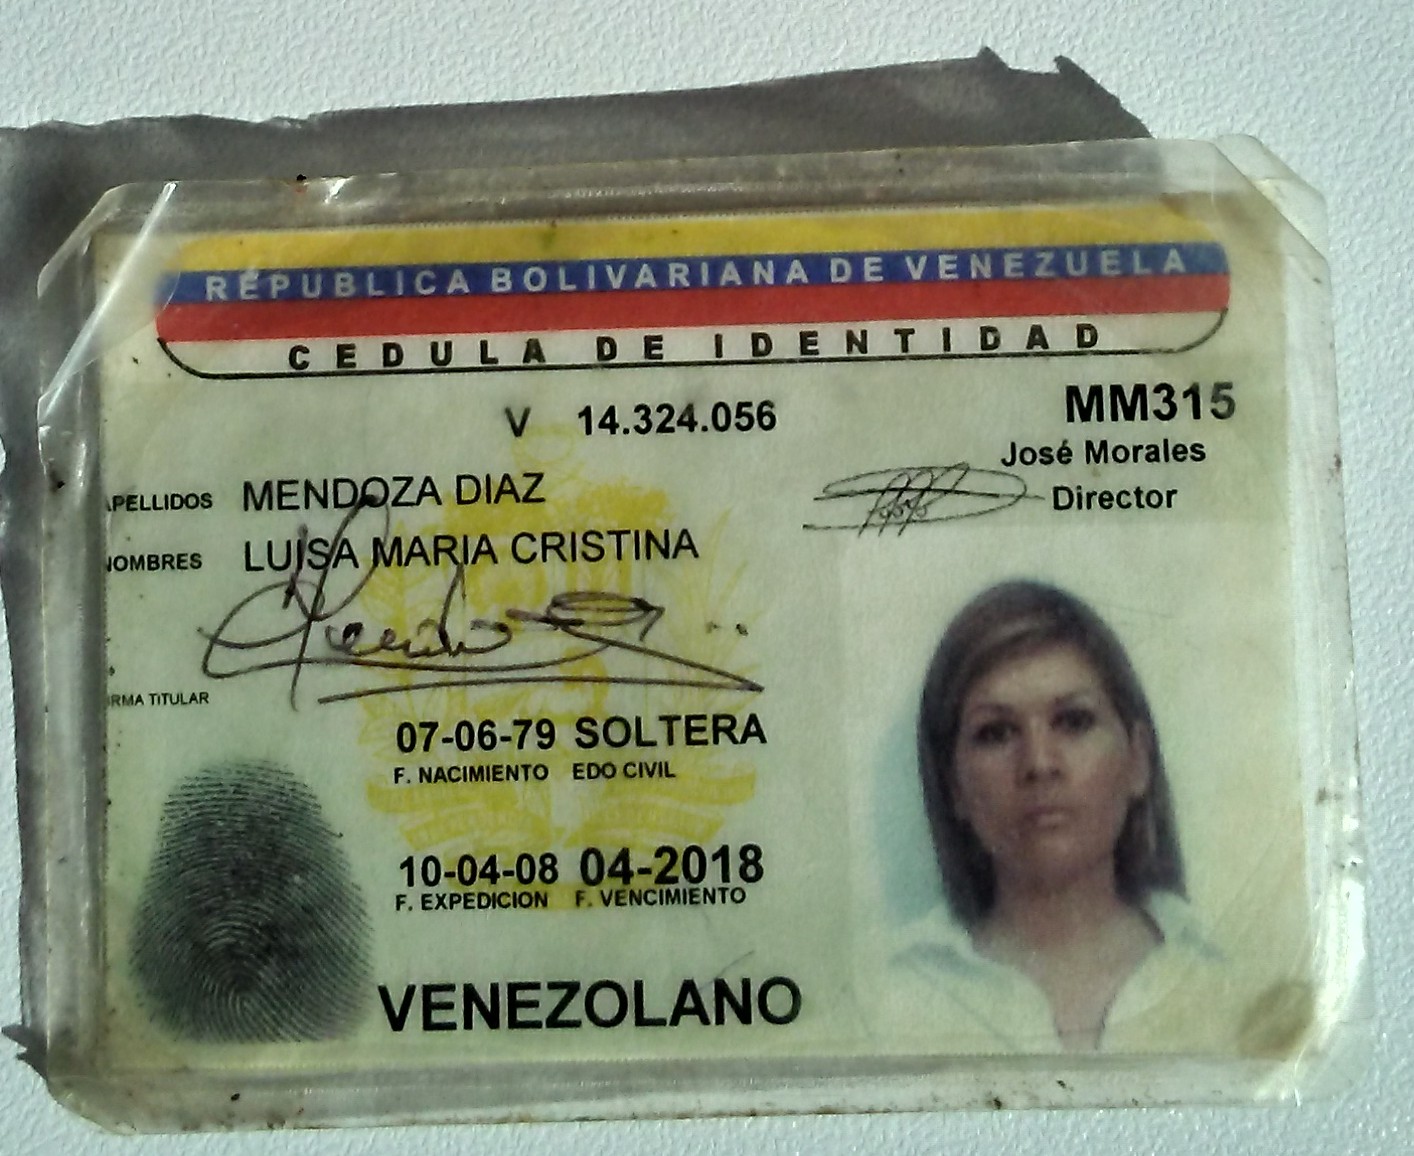 REPUBLICA BOLIVARIANA DE VENEZUELA
CEDULA DE IDENTIDAD
V 14.324.056
MM315
José Morales
Director
APELLIDOS MENDOZA DIAZ
NOMBRES LUISA MARIA CRISTINA
FIRMA TITULAR
07-06-79 SOLTERA
F. NACIMIENTO EDO CIVIL
10-04-08 04-2018
F. EXPEDICION F. VENCIMIENTO
VENEZOLANO